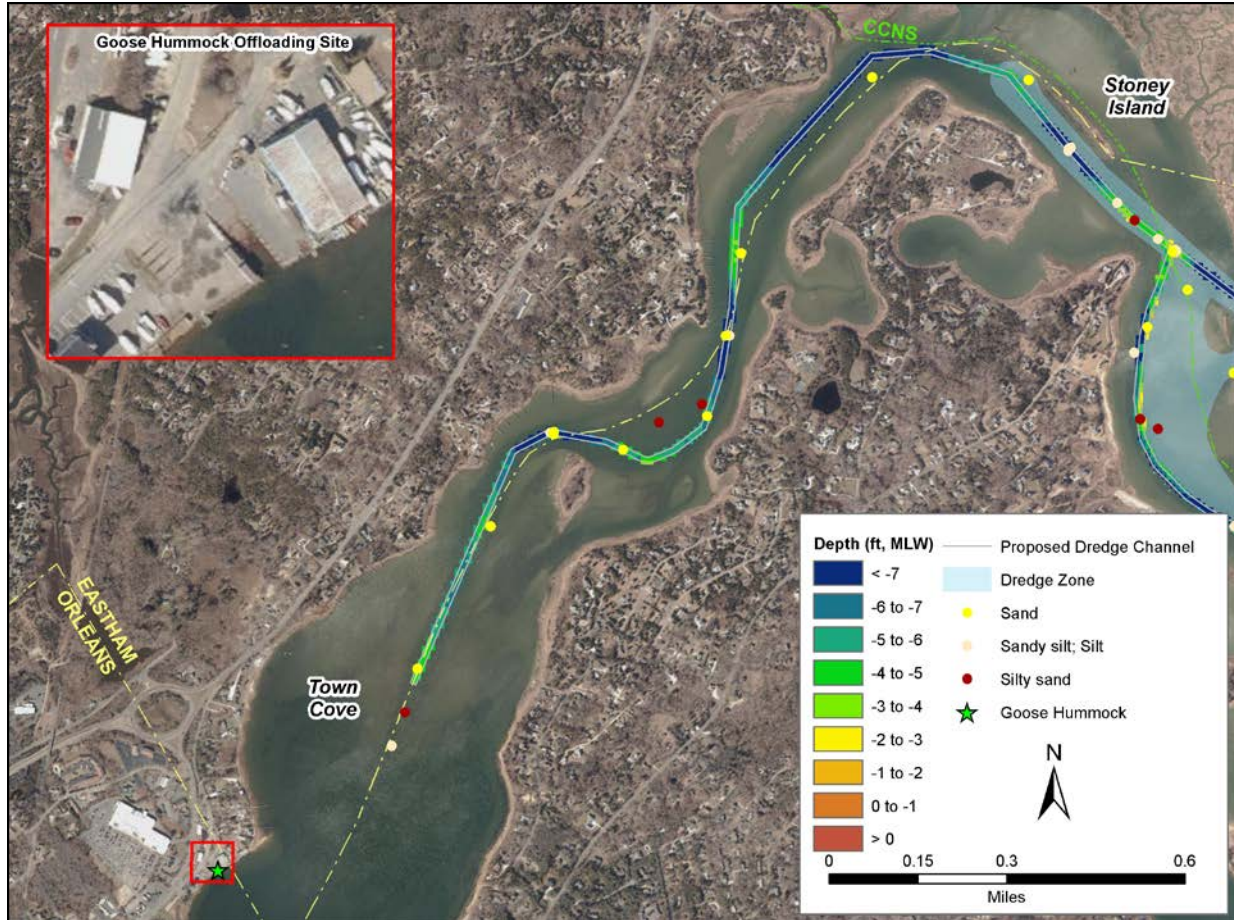 Goose Hummock Offloading Site
CCNS
Stoney
Island
EASTHAM
ORLEANS
Town
Cove
Depth (ft, MLW)
< -7
-6 to -7
-5 to -6
-4 to -5
-3 to -4
-2 to -3
-1 to -2
0 to -1
> 0
Proposed Dredge Channel
Dredge Zone
Sand
Sandy silt; Silt
Silty sand
Goose Hummock
N
0 0.15 0.3 0.6
Miles